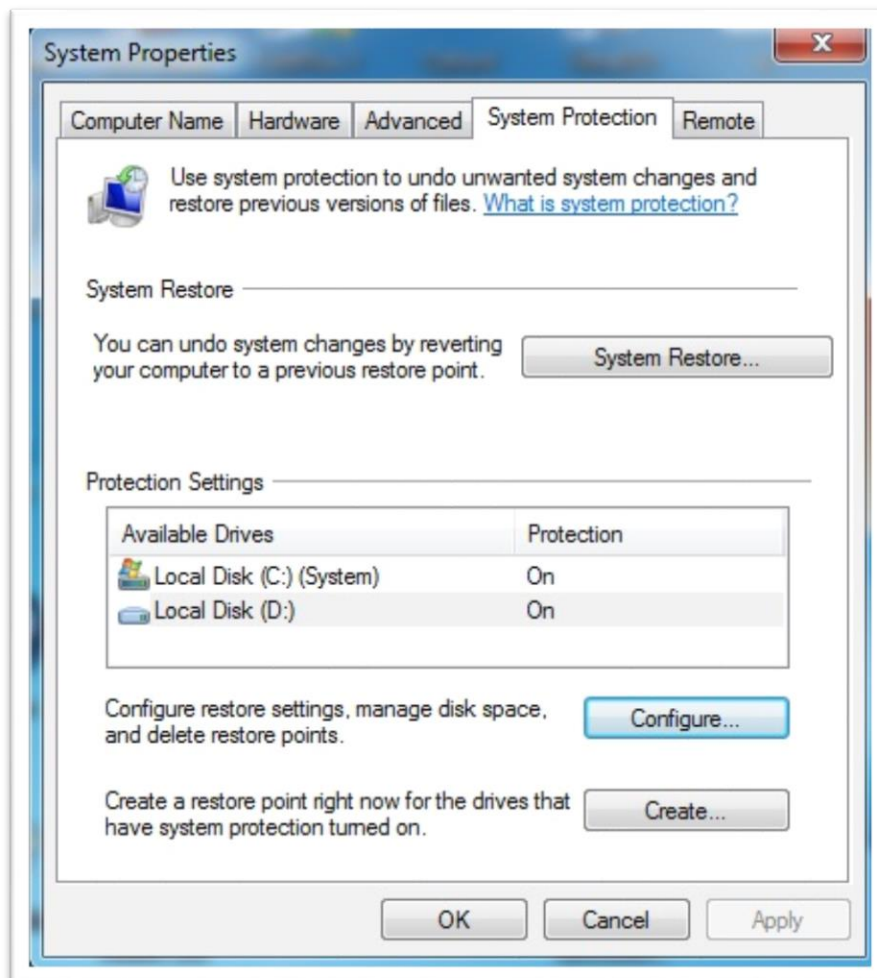 System Properties
Computer Name Hardware Advanced System Protection Remote
Use system protection to undo unwanted system changes and
restore previous versions of files. What is system protection?
System Restore
You can undo system changes by reverting
your computer to a previous restore point.
System Restore...
Protection Settings
Available Drives Protection
Local Disk (C:) (System) On
Local Disk (D:) On
Configure restore settings, manage disk space,
and delete restore points.
Configure...
Create a restore point right now for the drives that
have system protection turned on.
Create...
OK Cancel Apply